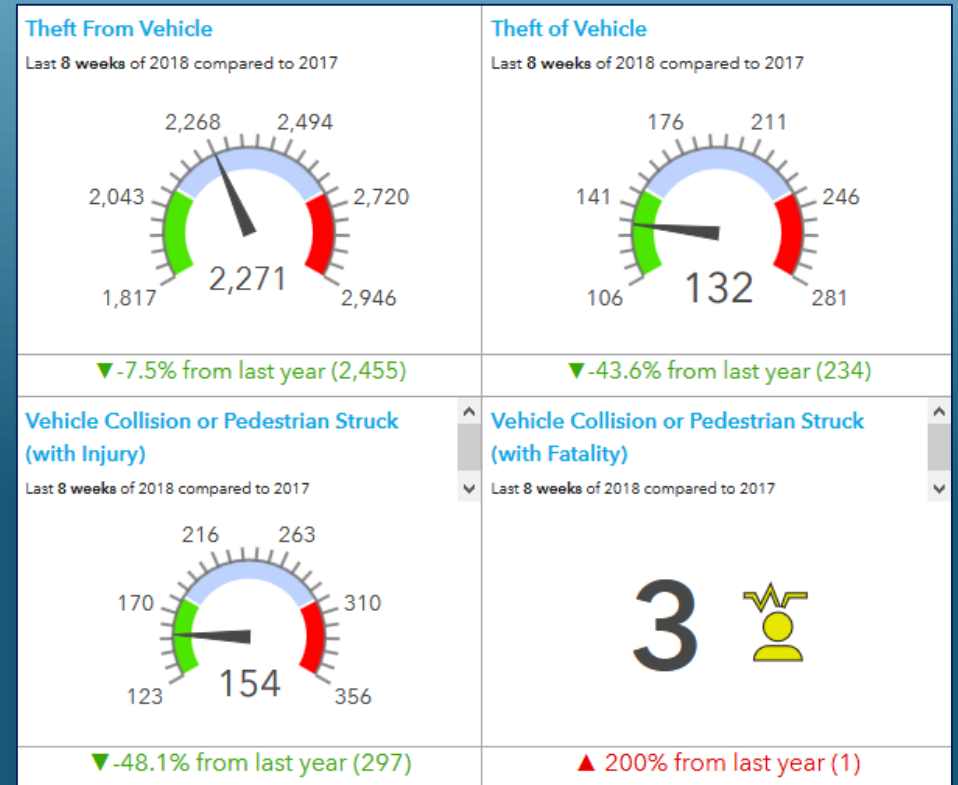 Theft From Vehicle
Last 8 weeks of 2018 compared to 2017
2,268
2,494
2,043
2,720
1,817
2,271
2,946
▼-7.5% from last year (2,455)
Theft of Vehicle
Last 8 weeks of 2018 compared to 2017
176
211
141
246
106
132
281
▼-43.6% from last year (234)
Vehicle Collision or Pedestrian Struck
(with Injury)
Last 8 weeks of 2018 compared to 2017
216
263
170
310
123
154
356
▼-48.1% from last year (297)
Vehicle Collision or Pedestrian Struck
(with Fatality)
Last 8 weeks of 2018 compared to 2017
3
▲ 200% from last year (1)